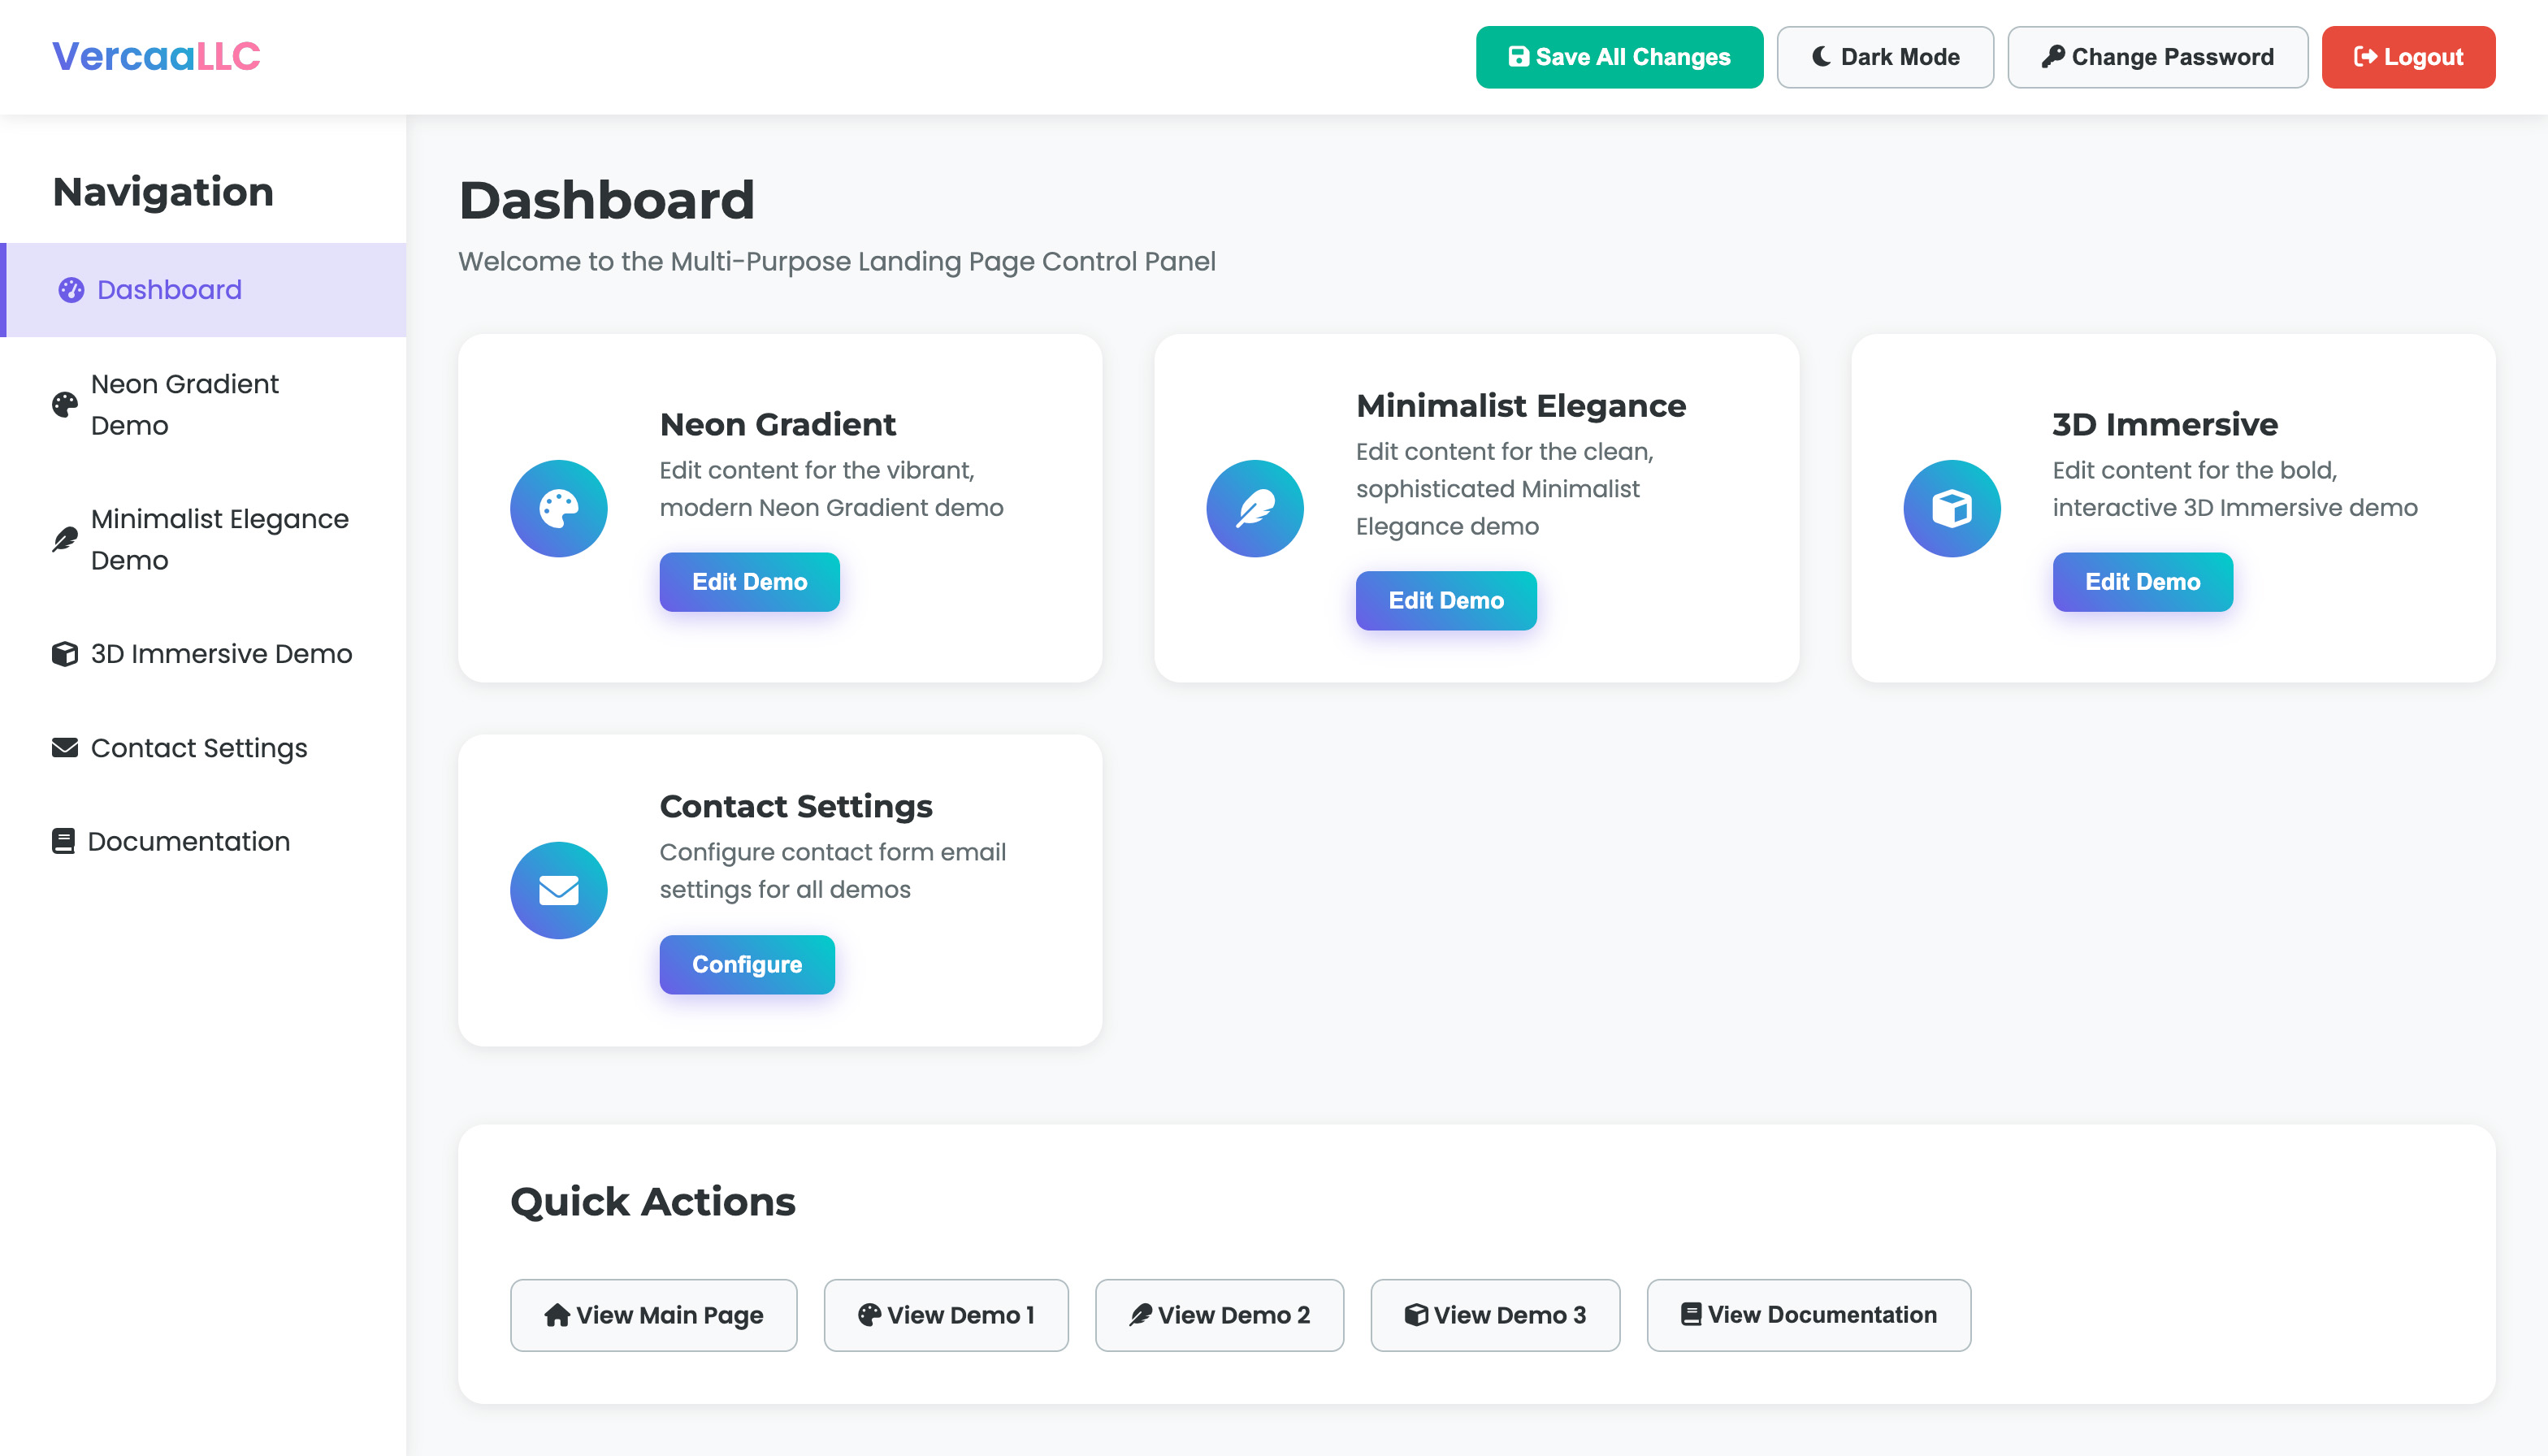 VercaaLLC
Save All Changes
Dark Mode
Change Password
Logout
Navigation
Dashboard
Neon Gradient
Demo
Minimalist Elegance
Demo
3D Immersive Demo
Contact Settings
Documentation
Dashboard
Welcome to the Multi-Purpose Landing Page Control Panel
Neon Gradient
Edit content for the vibrant,
modern Neon Gradient demo
Edit Demo
Minimalist Elegance
Edit content for the clean,
sophisticated Minimalist
Elegance demo
Edit Demo
3D Immersive
Edit content for the bold,
interactive 3D Immersive demo
Edit Demo
Contact Settings
Configure contact form email
settings for all demos
Configure
Quick Actions
View Main Page
View Demo 1
View Demo 2
View Demo 3
View Documentation